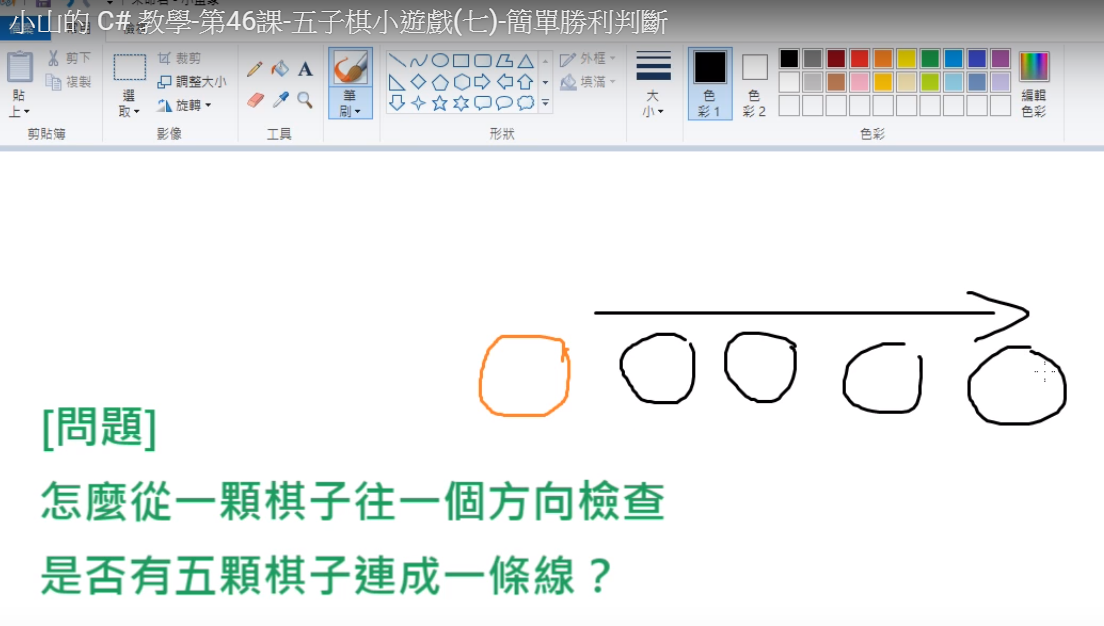 小山的 C# 教學-第46課-五子棋小遊戲(七)-簡單勝利判斷
剪下
複製
貼上
剪貼簿
選取
裁剪
調整大小
旋轉
影像
A
工具
筆刷
外框
填滿
形狀
大小
色彩 1
色彩 2
編輯色彩
色彩
[問題]
怎麼從一顆棋子往一個方向檢查
是否有五顆棋子連成一條線？